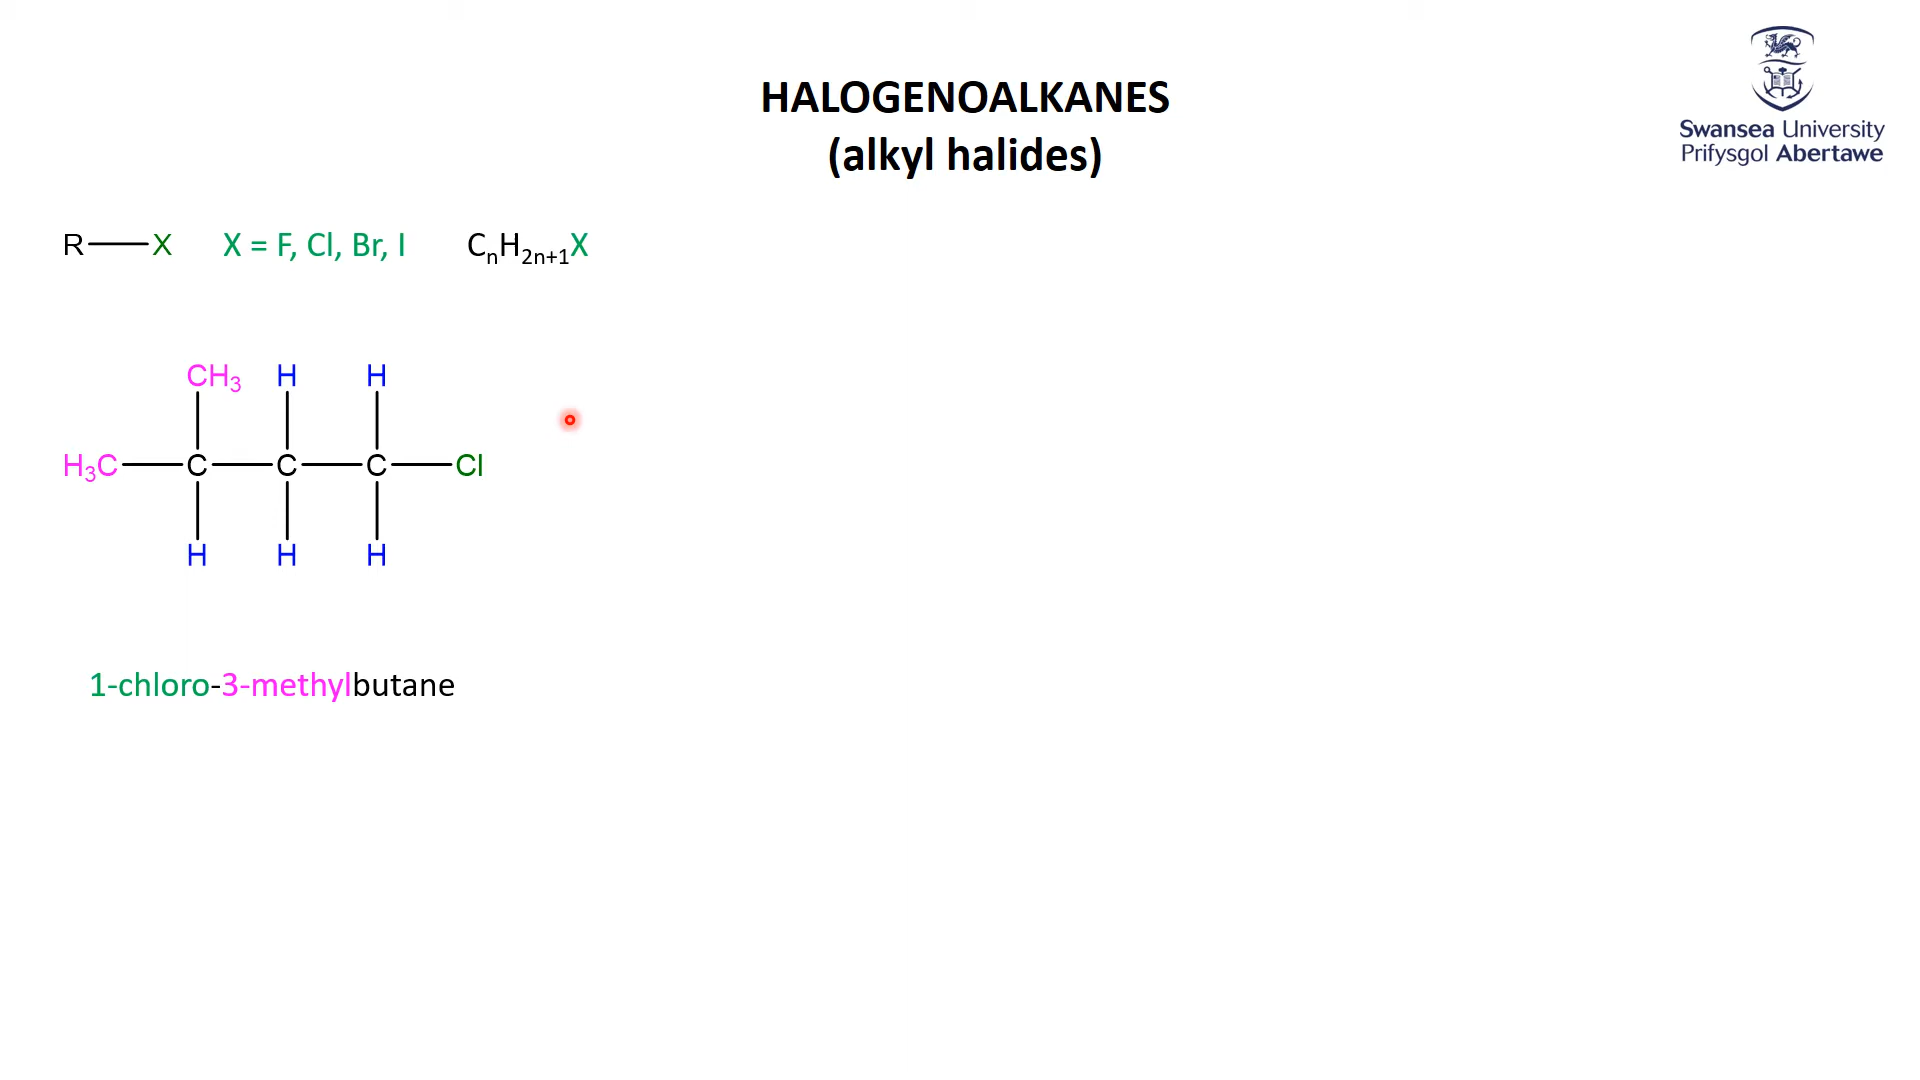 HALOGENOALKANES
(alkyl halides)
Swansea University
Prifysgol Abertawe
R X X = F, Cl, Br, I CₙH₂ₙ₊₁X
CH₃ H H
H₃C C C C Cl
H H H
1-chloro-3-methylbutane